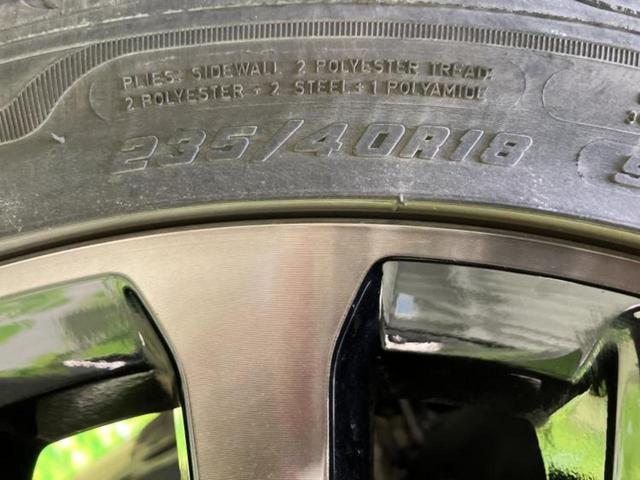 PLIES: SIDEWALL 2 POLYESTER TREAD:
2 POLYESTER + 2 STEEL + 1 POLYAMIDE
235/40R18